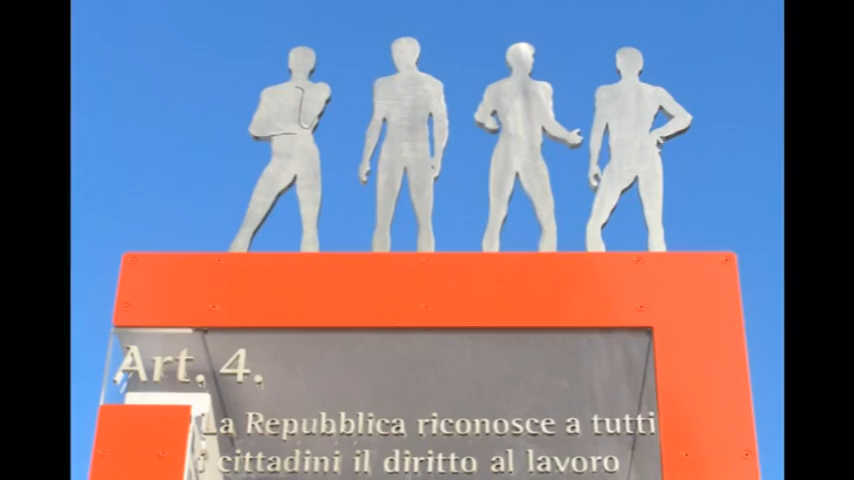 Art. 4.
La Repubblica riconosce a tutti
i cittadini il diritto al lavoro